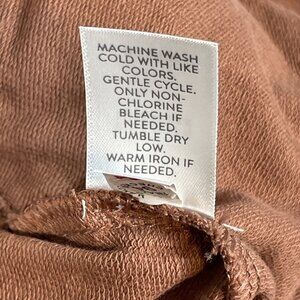 MACHINE WASH
COLD WITH LIKE
COLORS.
GENTLE CYCLE.
ONLY NON-
CHLORINE
BLEACH IF
NEEDED.
TUMBLE DRY
LOW.
WARM IRON IF
NEEDED.